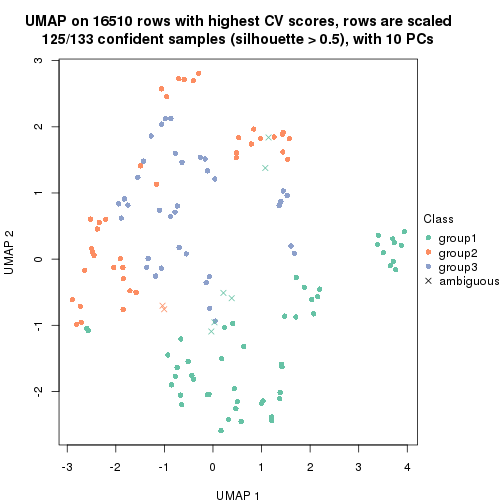 UMAP on 16510 rows with highest CV scores, rows are scaled
125/133 confident samples (silhouette > 0.5), with 10 PCs
3
2
1
0
-1
-2
UMAP 2
-3
-2
-1
0
1
2
3
4
UMAP 1
Class
group1
group2
group3
ambiguous